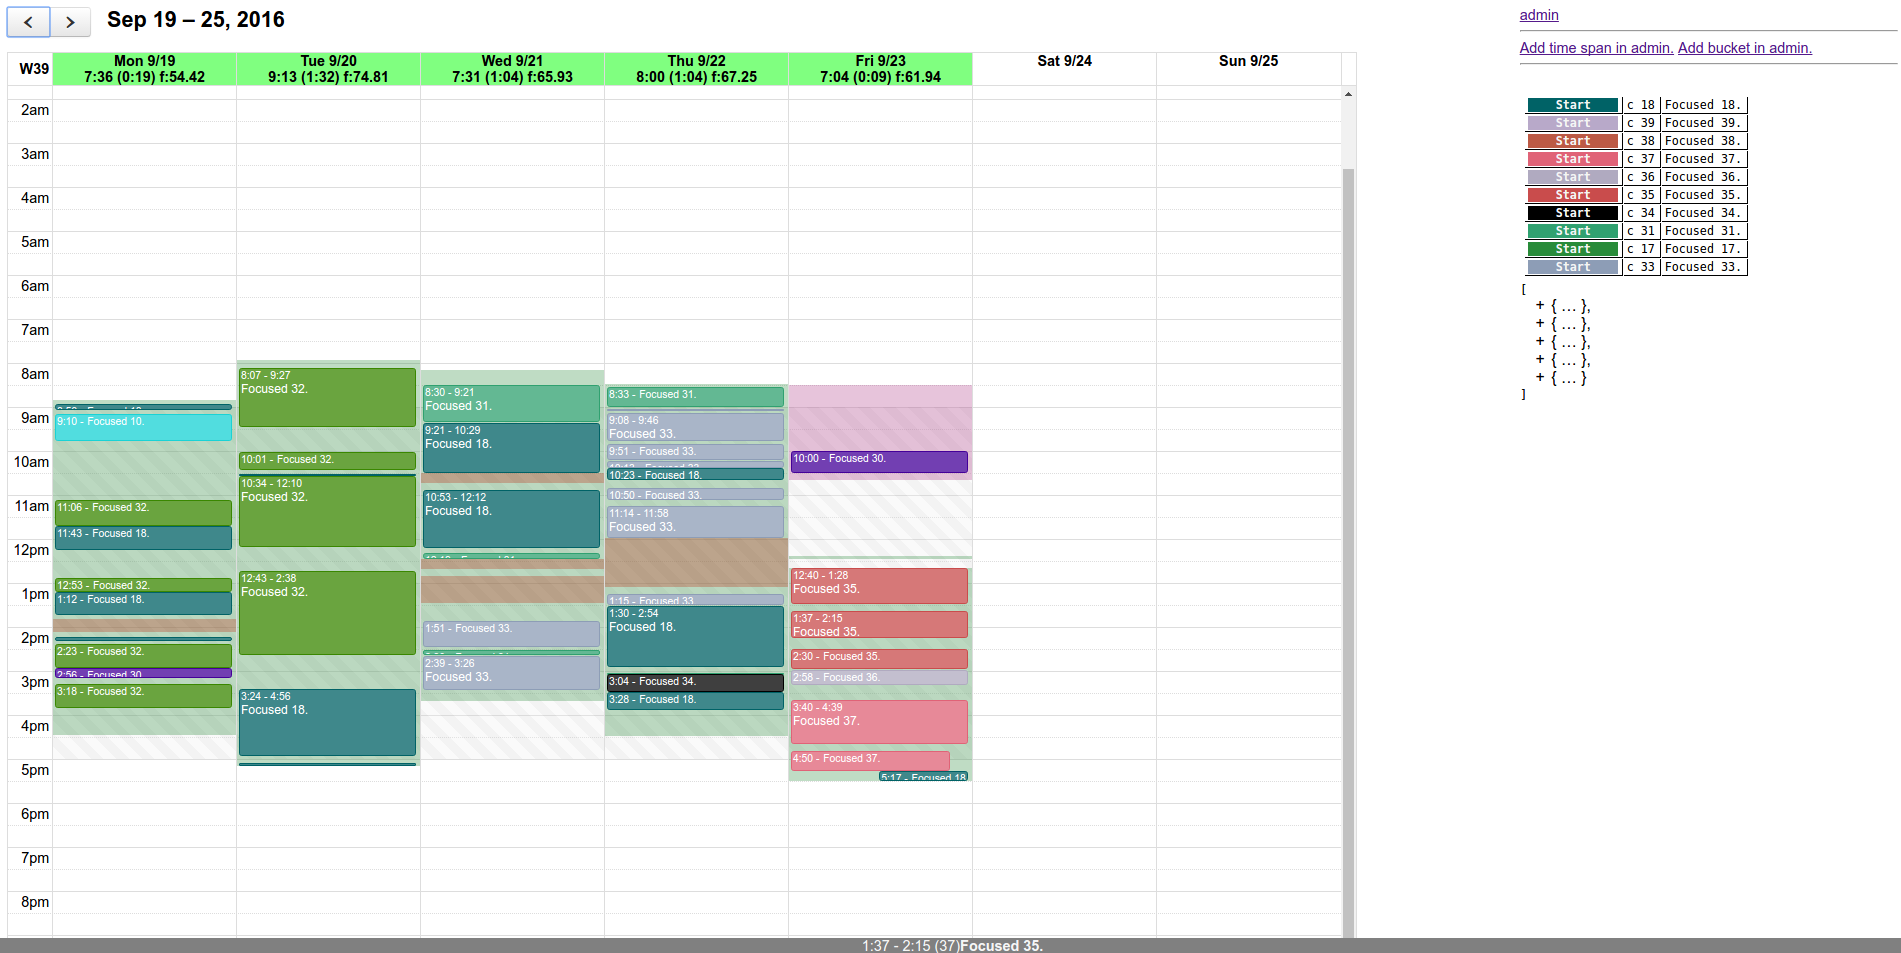 Sep 19 – 25, 2016
admin
Add time span in admin. Add bucket in admin.
W39
Mon 9/19
7:36 (0:19) f:54.42
Tue 9/20
9:13 (1:32) f:74.81
Wed 9/21
7:31 (1:04) f:65.93
Thu 9/22
8:00 (1:04) f:67.25
Fri 9/23
7:04 (0:09) f:61.94
Sat 9/24
Sun 9/25
2am
3am
4am
5am
6am
7am
8am
9am
10am
11am
12pm
1pm
2pm
3pm
4pm
5pm
6pm
7pm
8pm
9:10 - Focused 10.
11:06 - Focused 32.
11:43 - Focused 18.
12:53 - Focused 32.
1:12 - Focused 18.
2:23 - Focused 32.
2:56 - Focused 30.
3:18 - Focused 32.
8:07 - 9:27
Focused 32.
10:01 - Focused 32.
10:34 - 12:10
Focused 32.
12:43 - 2:38
Focused 32.
3:24 - 4:56
Focused 18.
8:30 - 9:21
Focused 31.
9:21 - 10:29
Focused 18.
10:53 - 12:12
Focused 18.
1:51 - Focused 33.
2:39 - 3:26
Focused 33.
8:33 - Focused 31.
9:08 - 9:46
Focused 33.
9:51 - Focused 33.
10:23 - Focused 18.
10:50 - Focused 33.
11:14 - 11:58
Focused 33.
1:15 - Focused 33.
1:30 - 2:54
Focused 18.
3:04 - Focused 34.
3:28 - Focused 18.
10:00 - Focused 30.
12:40 - 1:28
Focused 35.
1:37 - 2:15
Focused 35.
2:30 - Focused 35.
2:58 - Focused 36.
3:40 - 4:39
Focused 37.
4:50 - Focused 37.
5:17 - Focused 18
Start c 18 Focused 18.
Start c 39 Focused 39.
Start c 38 Focused 38.
Start c 37 Focused 37.
Start c 36 Focused 36.
Start c 35 Focused 35.
Start c 34 Focused 34.
Start c 31 Focused 31.
Start c 17 Focused 17.
Start c 33 Focused 33.
[
+ { ... },
+ { ... },
+ { ... },
+ { ... },
+ { ... }
]
1:37 - 2:15 (37)Focused 35.